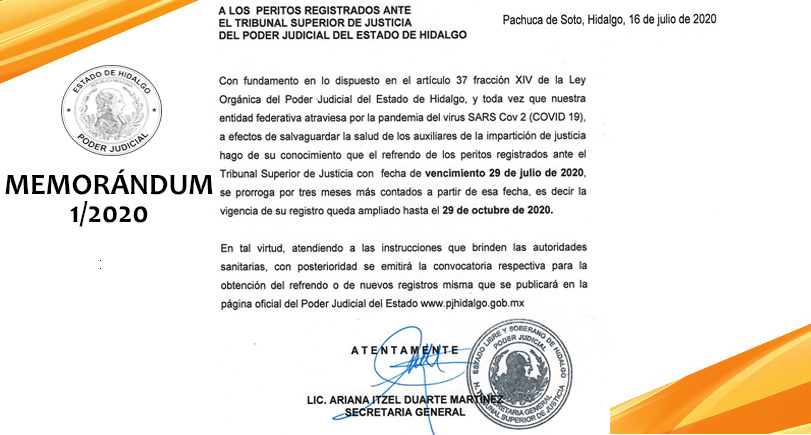 A LOS PERITOS REGISTRADOS ANTE
EL TRIBUNAL SUPERIOR DE JUSTICIA
DEL PODER JUDICIAL DEL ESTADO DE HIDALGO
Pachuca de Soto, Hidalgo, 16 de julio de 2020
ESTADO DE HIDALGO
PODER JUDICIAL
MEMORÁNDUM
1/2020
:
Con fundamento en lo dispuesto en el artículo 37 fracción XIV de la Ley
Orgánica del Poder Judicial del Estado de Hidalgo, y toda vez que nuestra
entidad federativa atraviesa por la pandemia del virus SARS Cov 2 (COVID 19),
a efectos de salvaguardar la salud de los auxiliares de la impartición de justicia
hago de su conocimiento que el refrendo de los peritos registrados ante el
Tribunal Superior de Justicia con fecha de vencimiento 29 de julio de 2020,
se prorroga por tres meses más contados a partir de esa fecha, es decir la
vigencia de su registro queda ampliado hasta el 29 de octubre de 2020.
En tal virtud, atendiendo a las instrucciones que brinden las autoridades
sanitarias, con posterioridad se emitirá la convocatoria respectiva para la
obtención del refrendo o de nuevos registros misma que se publicará en la
página oficial del Poder Judicial del Estado www.pjhidalgo.gob.mx
ATENTAMENTE
LIC. ARIANA ITZEL DUARTE MARTÍNEZ
SECRETARIA GENERAL
ESTADO LIBRE Y SOBERANO DE HIDALGO
PODER JUDICIAL
SECRETARIA GENERAL
H. TRIBUNAL SUPERIOR DE JUSTICIA